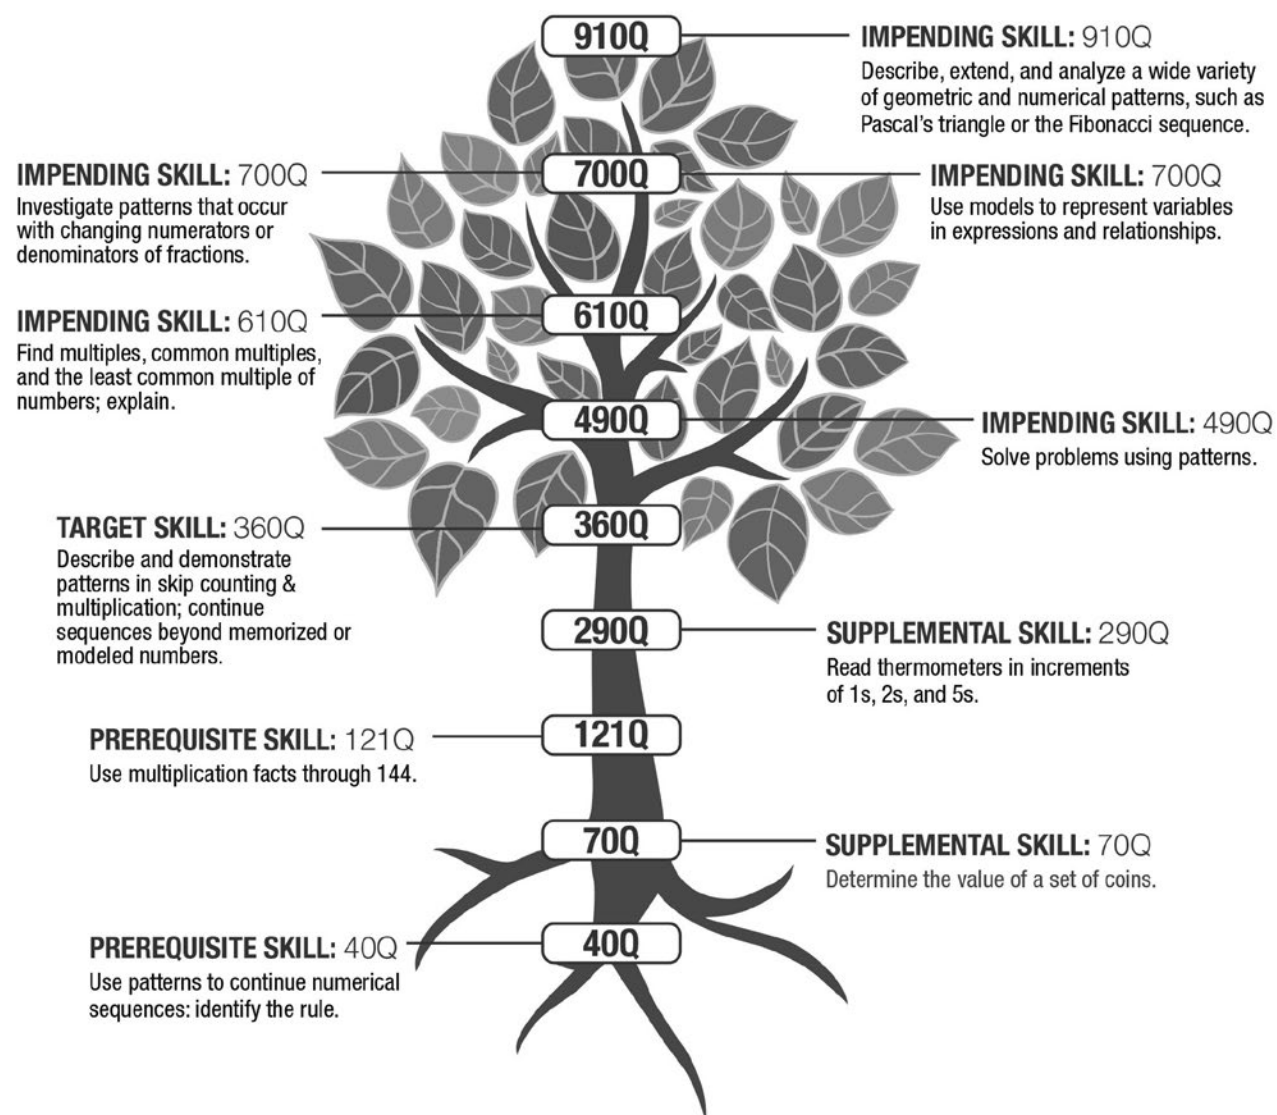 910Q
IMPENDING SKILL: 910Q
Describe, extend, and analyze a wide variety
of geometric and numerical patterns, such as
Pascal's triangle or the Fibonacci sequence.
IMPENDING SKILL: 700Q
Investigate patterns that occur
with changing numerators or
denominators of fractions.
700Q
IMPENDING SKILL: 700Q
Use models to represent variables
in expressions and relationships.
IMPENDING SKILL: 610Q
Find multiples, common multiples,
and the least common multiple of
numbers; explain.
610Q
490Q
IMPENDING SKILL: 490Q
Solve problems using patterns.
TARGET SKILL: 360Q
Describe and demonstrate
patterns in skip counting &
multiplication; continue
sequences beyond memorized or
modeled numbers.
360Q
290Q
SUPPLEMENTAL SKILL: 290Q
Read thermometers in increments
of 1s, 2s, and 5s.
PREREQUISITE SKILL: 121Q
Use multiplication facts through 144.
121Q
70Q
SUPPLEMENTAL SKILL: 70Q
Determine the value of a set of coins.
PREREQUISITE SKILL: 40Q
Use patterns to continue numerical
sequences: identify the rule.
40Q